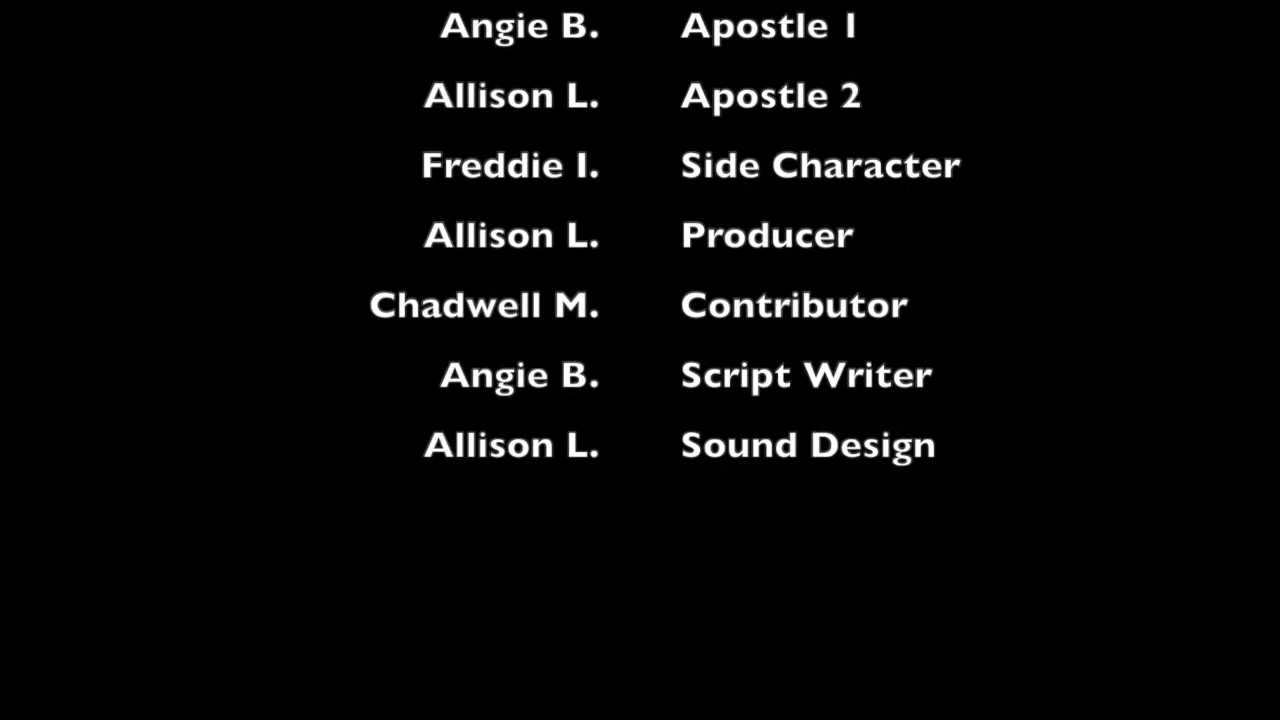 Angie B. Apostle 1
Allison L. Apostle 2
Freddie I. Side Character
Allison L. Producer
Chadwell M. Contributor
Angie B. Script Writer
Allison L. Sound Design